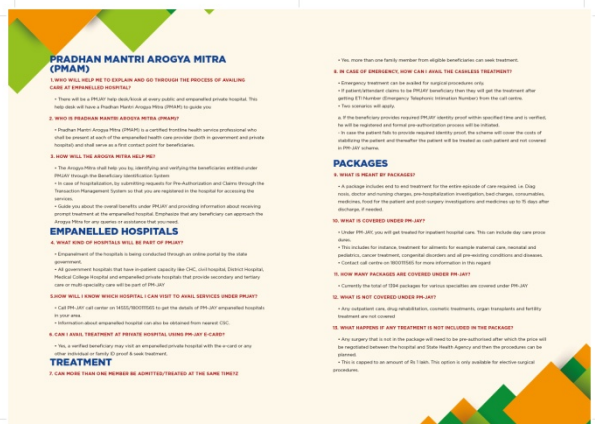 PRADHAN MANTRI AROGYA MITRA
(PMAM)
1. WHO WILL HELP ME TO EXPLAIN AND GO THROUGH THE PROCESS OF AVAILING
CARE AT EMPANELLED HOSPITAL?
• There will be a PMJAY help desk/kiosk at every public and empanelled private hospital. This
help desk will have a Pradhan Mantri Arogya Mitra (PMAM) to guide you
2. WHO IS PRADHAN MANTRI AROGYA MITRA (PMAM)?
• Pradhan Mantri Arogya Mitra (PMAM) is a certified frontline health service professional who
shall be present at each of the empanelled health care provider (both in government and private
hospital) and shall serve as a first contact point for beneficiaries.
3. HOW WILL THE AROGYA MITRA HELP ME?
• The Arogya Mitra shall help you by, identifying and verifying the beneficiaries entitled under
PMJAY through the Beneficiary Identification System
• In case of hospitalization, by submitting requests for Pre-Authorization and Claims through the
Transaction Management System so that you are registered in the hospital for accessing the
services.
• Guide you about the overall benefits under PMJAY and providing information about receiving
prompt treatment at the empanelled hospital. Emphasize that any beneficiary can approach the
Arogya Mitra for any queries or assistance that you need.
EMPANELLED HOSPITALS
4. WHAT KIND OF HOSPITALS WILL BE PART OF PMJAY?
• Empanelment of the hospitals is being conducted through an online portal by the state
government.
• All government hospitals that have in-patient capacity like CHC, civil hospital, District Hospital,
Medical College Hospital and empanelled private hospitals that provide secondary and tertiary
care or multi-speciality care will be part of PM-JAY
5.HOW WILL I KNOW WHICH HOSPITAL I CAN VISIT TO AVAIL SERVICES UNDER PMJAY?
• Call PM-JAY call center on 14555/1800111565 to get the details of PM-JAY empanelled hospitals
in your area.
• Information about empanelled hospital can also be obtained from nearest CSC.
6. CAN I AVAIL TREATMENT AT PRIVATE HOSPITAL USING PM-JAY E-CARD?
• Yes, a verified beneficiary may visit an empanelled private hospital with the e-card or any
other individual or family ID proof & seek treatment.
TREATMENT
7. CAN MORE THAN ONE MEMBER BE ADMITTED/TREATED AT THE SAME TIME?
• Yes, more than one family member from eligible beneficiaries can seek treatment.
8. IN CASE OF EMERGENCY, HOW CAN I AVAIL THE CASHLESS TREATMENT?
• Emergency treatment can be availed for surgical procedures only.
• If patient/attendant claims to be PMJAY beneficiary then they will get the treatment after
getting ETI Number (Emergency Telephonic Intimation Number) from the call centre.
• Two scenarios will apply.
a. If the beneficiary provides required PMJAY identity proof within specified time and is verified,
he will be registered and formal pre-authorization process will be initiated.
- In case the patient fails to provide required identity proof, the scheme will cover the costs of
stabilizing the patient and thereafter the patient will be treated as cash patient and not covered
in PM-JAY scheme.
PACKAGES
9. WHAT IS MEANT BY PACKAGES?
• A package includes end to end treatment for the entire episode of care required, i.e. Diag
nosis, doctor and nursing charges, pre-hospitalization investigation, bed charges, consumables,
medicines, food for the patient and post-surgery investigations and medicines up to 15 days after
discharge, if needed.
10. WHAT IS COVERED UNDER PM-JAY?
• Under PM-JAY, you will get treated for inpatient hospital care. This can include day care proce
dures.
• This includes for instance, treatment for ailments for example maternal care, neonatal and
pediatrics, cancer treatment, congenital disorders and all pre-existing conditions and diseases.
• Contact call centre on 1800111565 for more information in this regard
11. HOW MANY PACKAGES ARE COVERED UNDER PM-JAY?
• Currently the total of 1394 packages for various specialties are covered under PM-JAY
12. WHAT IS NOT COVERED UNDER PM-JAY?
• Any outpatient care, drug rehabilitation, cosmetic treatments, organ transplants and fertility
treatment are not covered
13. WHAT HAPPENS IF ANY TREATMENT IS NOT INCLUDED IN THE PACKAGE?
• Any surgery that is not in the package will need to be pre-authorised after which the price will
be negotiated between the hospital and State Health Agency and then the procedures can be
planned;
• This is capped to an amount of Rs 1 lakh. This option is only available for elective surgical
procedures.